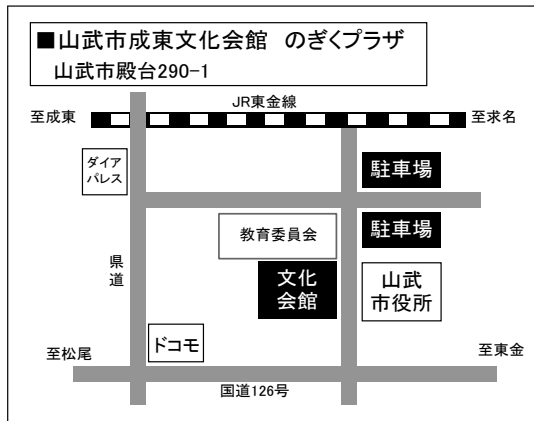 ■山武市成東文化会館 のぎくプラザ
山武市殿台290-1
JR東金線
至成東
至求名
ダイア
パレス
駐車場
駐車場
教育委員会
県
道
文化
会館
山武
市役所
ドコモ
至松尾
至東金
国道126号